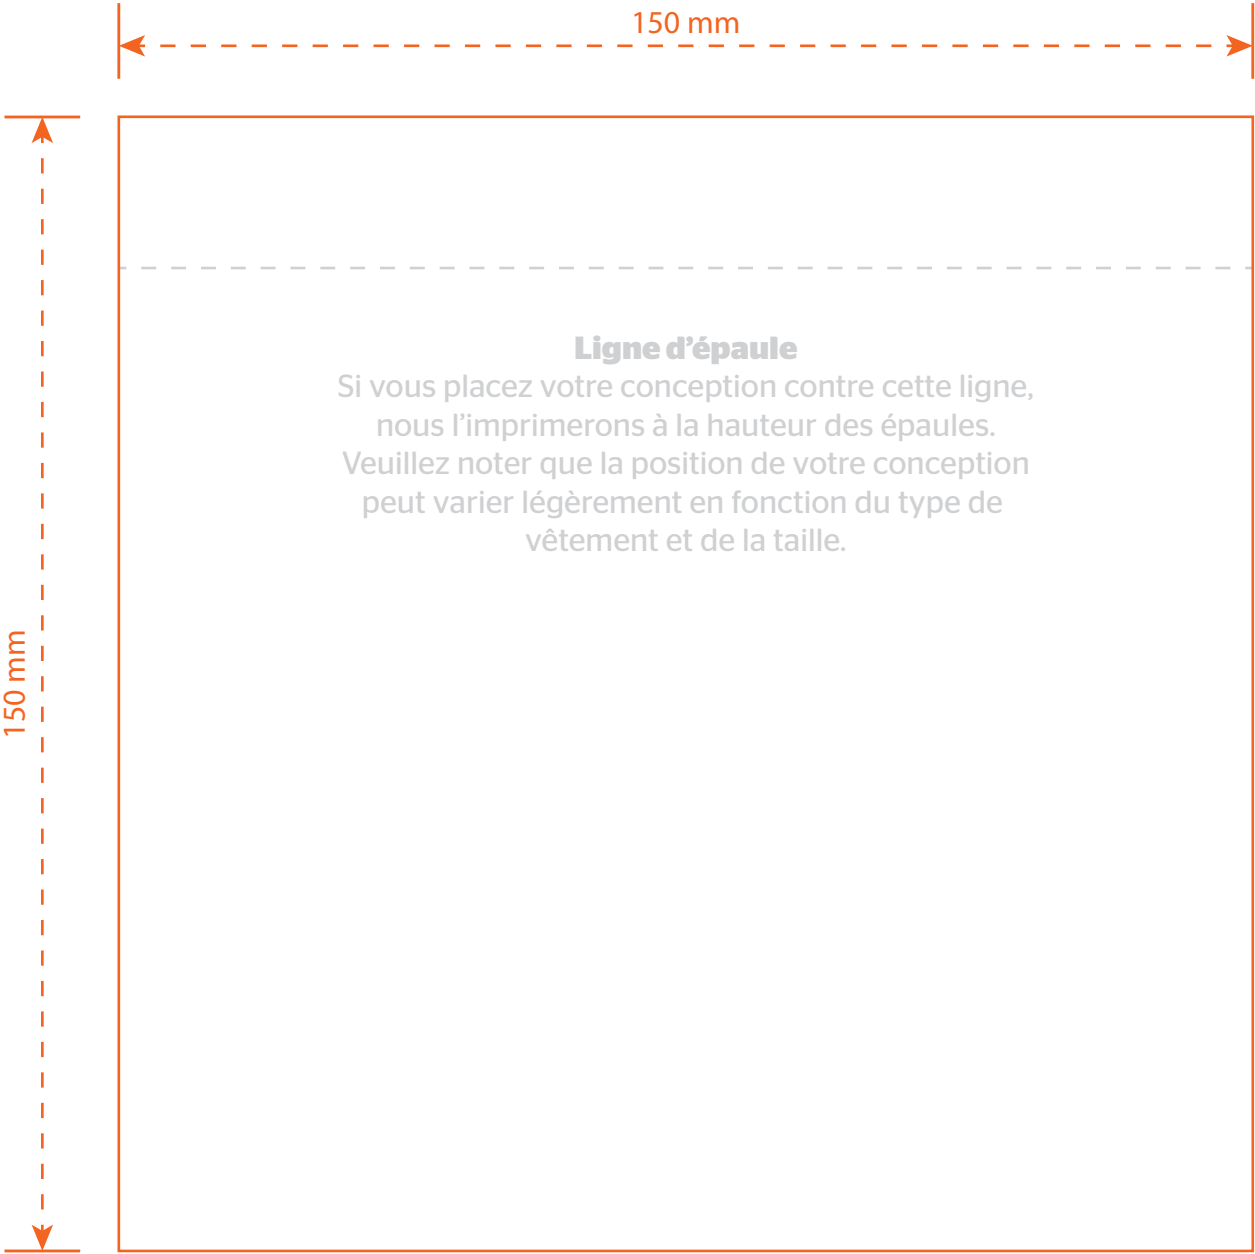 150 mm
150 mm
Ligne d’épaule
Si vous placez votre conception contre cette ligne,
nous l’imprimerons à la hauteur des épaules.
Veuillez noter que la position de votre conception
peut varier légèrement en fonction du type de
vêtement et de la taille.